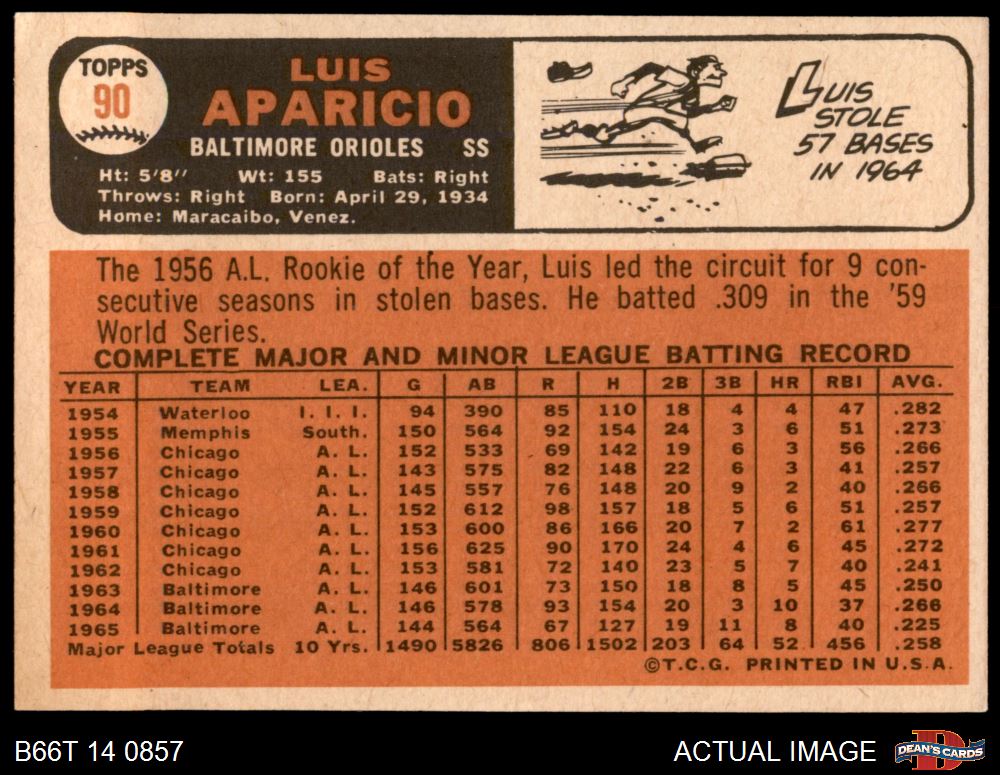 TOPPS
90
LUIS
APARICIO
BALTIMORE ORIOLES SS
Ht: 5'8" Wt: 155 Bats: Right
Throws: Right Born: April 29, 1934
Home: Maracaibo, Venez.
LUIS
STOLE
57 BASES
IN 1964
The 1956 A.L. Rookie of the Year, Luis led the circuit for 9 con-
secutive seasons in stolen bases. He batted .309 in the '59
World Series.
COMPLETE MAJOR AND MINOR LEAGUE BATTING RECORD
YEAR TEAM LEA. G AB R H 2B 3B HR RBI AVG.
1954 Waterloo I. I. I. 94 390 85 110 18 4 4 47 .282
1955 Memphis South. 150 564 92 154 24 3 6 51 .273
1956 Chicago A. L. 152 533 69 142 19 6 3 56 .266
1957 Chicago A. L. 143 575 82 148 22 6 3 41 .257
1958 Chicago A. L. 145 557 76 148 20 9 2 40 .266
1959 Chicago A. L. 152 612 98 157 18 5 6 51 .257
1960 Chicago A. L. 153 600 86 166 20 7 2 61 .277
1961 Chicago A. L. 156 625 90 170 24 4 6 45 .272
1962 Chicago A. L. 153 581 72 140 23 5 7 40 .241
1963 Baltimore A. L. 146 601 73 150 18 8 5 45 .250
1964 Baltimore A. L. 146 578 93 154 20 3 10 37 .266
1965 Baltimore A. L. 144 564 67 127 19 11 8 40 .225
Major League Totals 10 Yrs. 1490 5826 806 1502 203 64 52 456 .258
©T.C.G. PRINTED IN U.S.A.
B66T 14 0857
ACTUAL IMAGE
D
DEAN'S CARDS